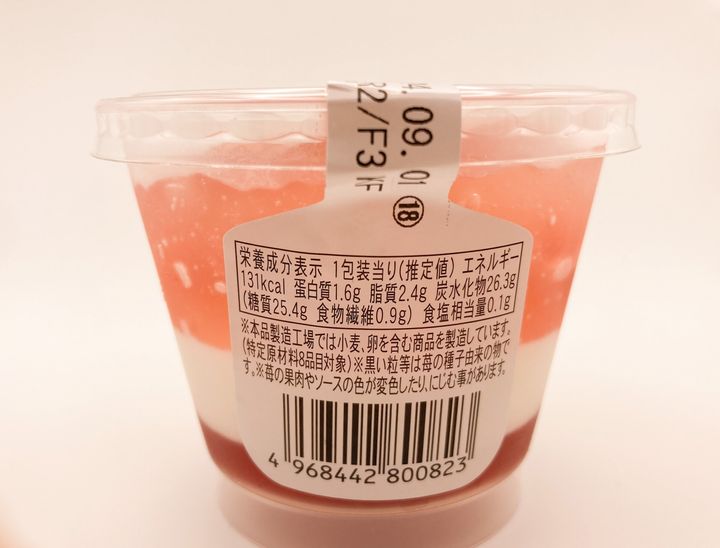 4. 09. 01
R2/F3 KF
⑱
栄養成分表示 1包装当り(推定値) エネルギー
131kcal 蛋白質1.6g 脂質2.4g 炭水化物26.3g
(糖質25.4g 食物繊維0.9g) 食塩相当量0.1g
※本品製造工場では小麦、卵を含む商品を製造しています。
(特定原材料8品目対象)※黒い粒等は苺の種子由来の物で
す。※苺の果肉やソースの色が変色したり、にじむ事があります。
4 968442 800823